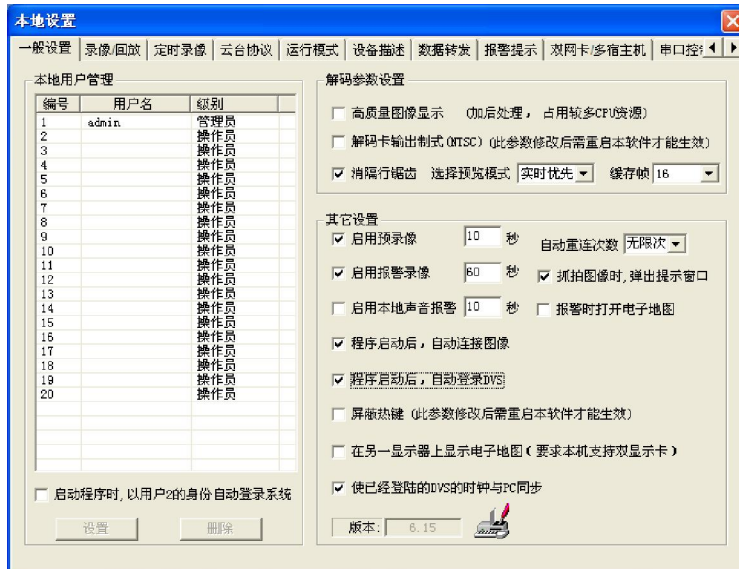 本地设置
一般设置 录像/回放 定时录像 云台协议 运行模式 设备描述 数据转发 报警提示 双网卡/多宿主机
本地用户管理
编号 用户名 级别
1 admin 管理员
2 操作员
3 操作员
4 操作员
5 操作员
6 操作员
7 操作员
8 操作员
9 操作员
10 操作员
11 操作员
12 操作员
13 操作员
14 操作员
15 操作员
16 操作员
17 操作员
18 操作员
19 操作员
20 操作员
启动程序时, 以用户2的身份自动登录系统
设置 删除
解码参数设置
高质量图像显示 (加后处理, 占用较多CPU资源)
解码卡输出制式(NTSC) (此参数修改后需重启本软件才能生效)
消隔行锯齿 选择预览模式 实时优先 缓存帧 16
其它设置
启用预录像 10 秒 自动重连次数 无限次
启用报警录像 60 秒 抓拍图像时, 弹出提示窗口
启用本地声音报警 10 秒 报警时打开电子地图
程序启动后, 自动连接图像
程序启动后, 自动登录DVS
屏蔽热键 (此参数修改后需重启本软件才能生效)
在另一显示器上显示电子地图(要求本机支持双显示卡)
使已经登陆的DVS的时钟与PC同步
版本: 6.15